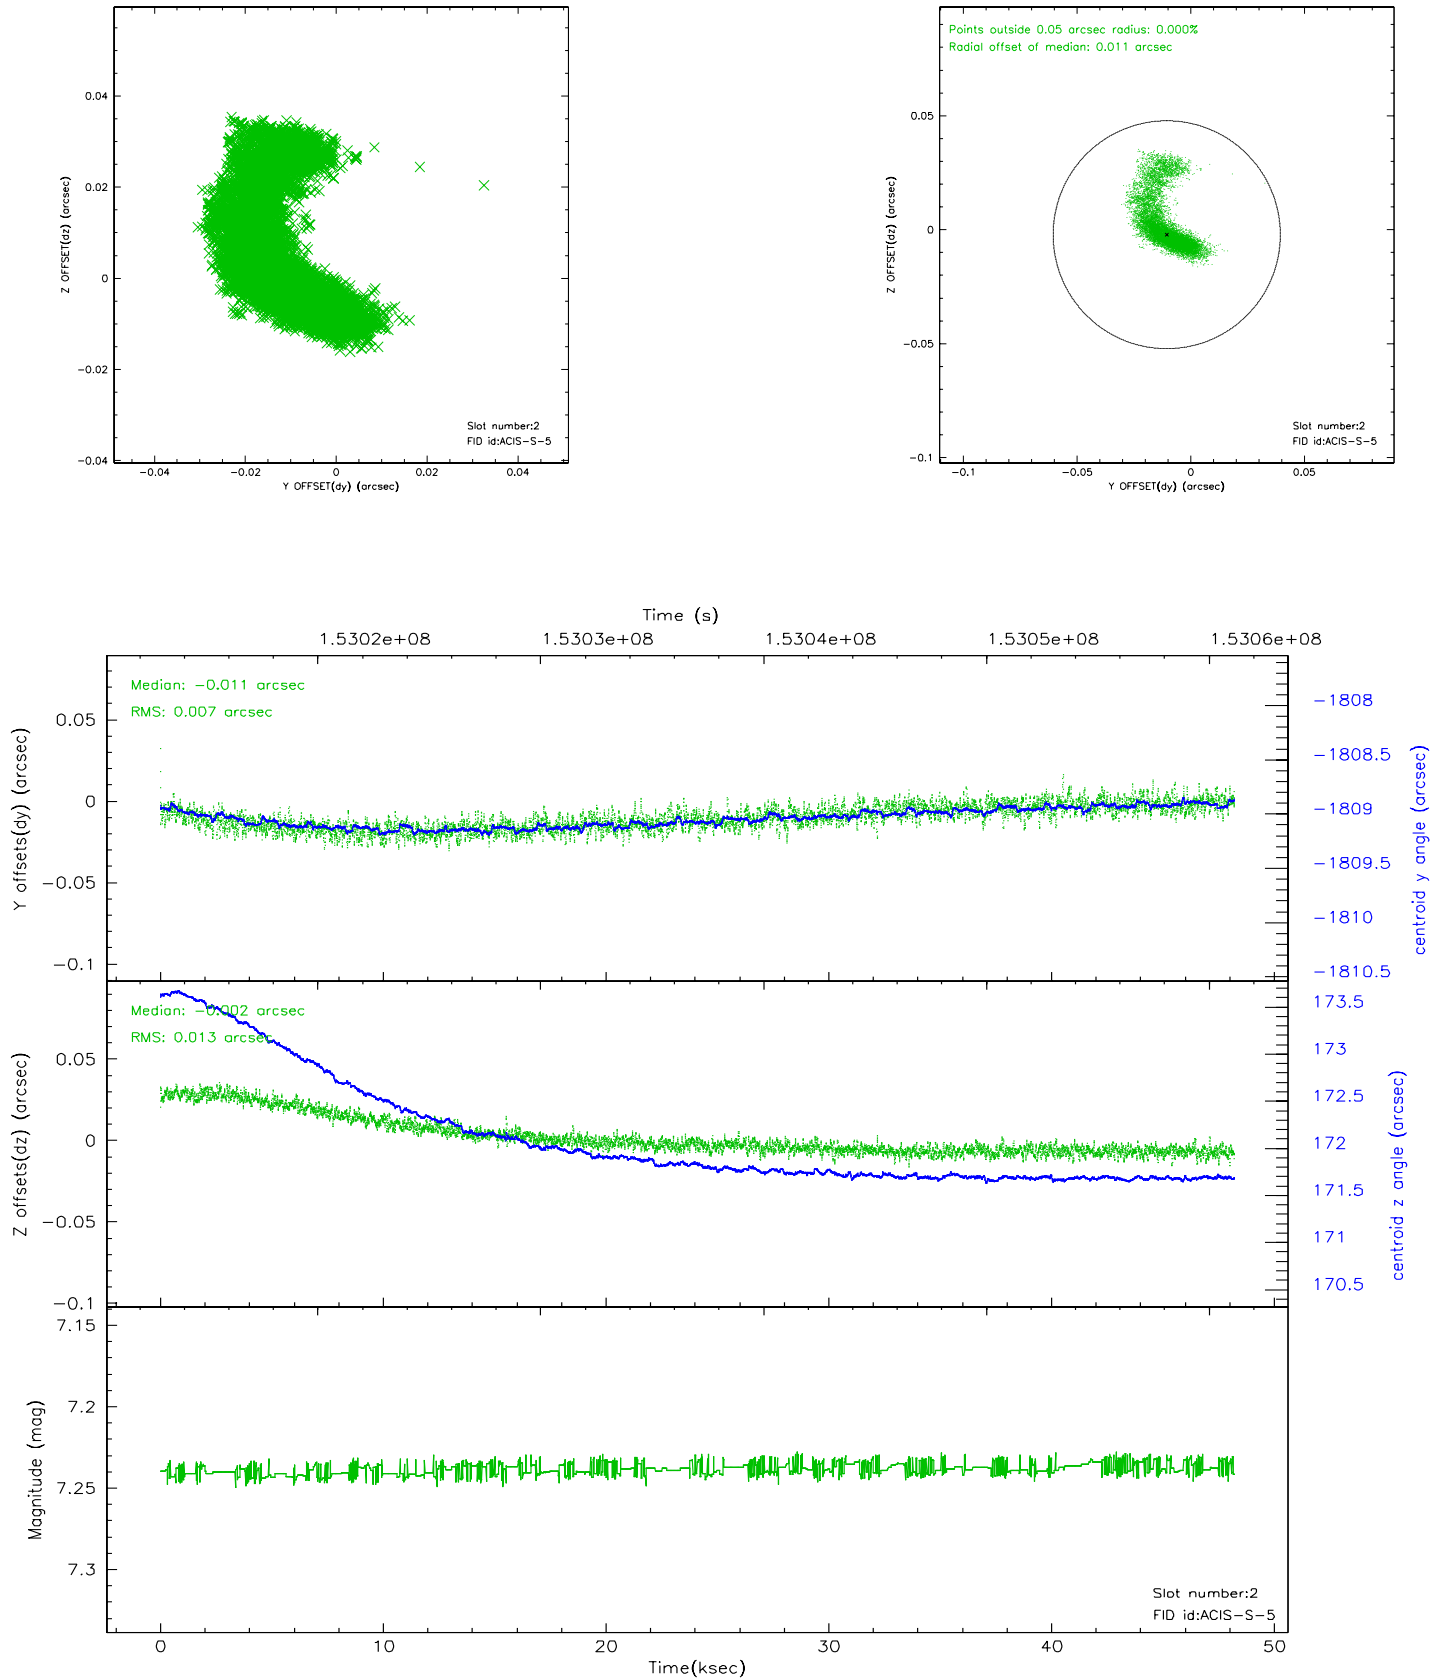 0.04
0.02
0
-0.02
-0.04
Z OFFSET(dz) (arcsec)
-0.04
-0.02
0
0.02
0.04
Y OFFSET(dy) (arcsec)
Slot number:2
FID id:ACIS-S-5
Points outside 0.05 arcsec radius: 0.000%
Radial offset of median: 0.011 arcsec
0.05
0
-0.05
-0.1
Z OFFSET(dz) (arcsec)
-0.1
-0.05
0
0.05
Y OFFSET(dy) (arcsec)
Slot number:2
FID id:ACIS-S-5
Time (s)
1.5302e+08
1.5303e+08
1.5304e+08
1.5305e+08
1.5306e+08
Median: -0.011 arcsec
RMS: 0.007 arcsec
0.05
0
-0.05
-0.1
Y offsets(dy) (arcsec)
-1808
-1808.5
-1809
-1809.5
-1810
-1810.5
centroid y angle (arcsec)
Median: -0.002 arcsec
RMS: 0.013 arcsec
0.05
0
-0.05
-0.1
Z offsets(dz) (arcsec)
173.5
173
172.5
172
171.5
171
170.5
centroid z angle (arcsec)
7.15
7.2
7.25
7.3
Magnitude (mag)
Slot number:2
FID id:ACIS-S-5
0
10
20
30
40
50
Time(ksec)